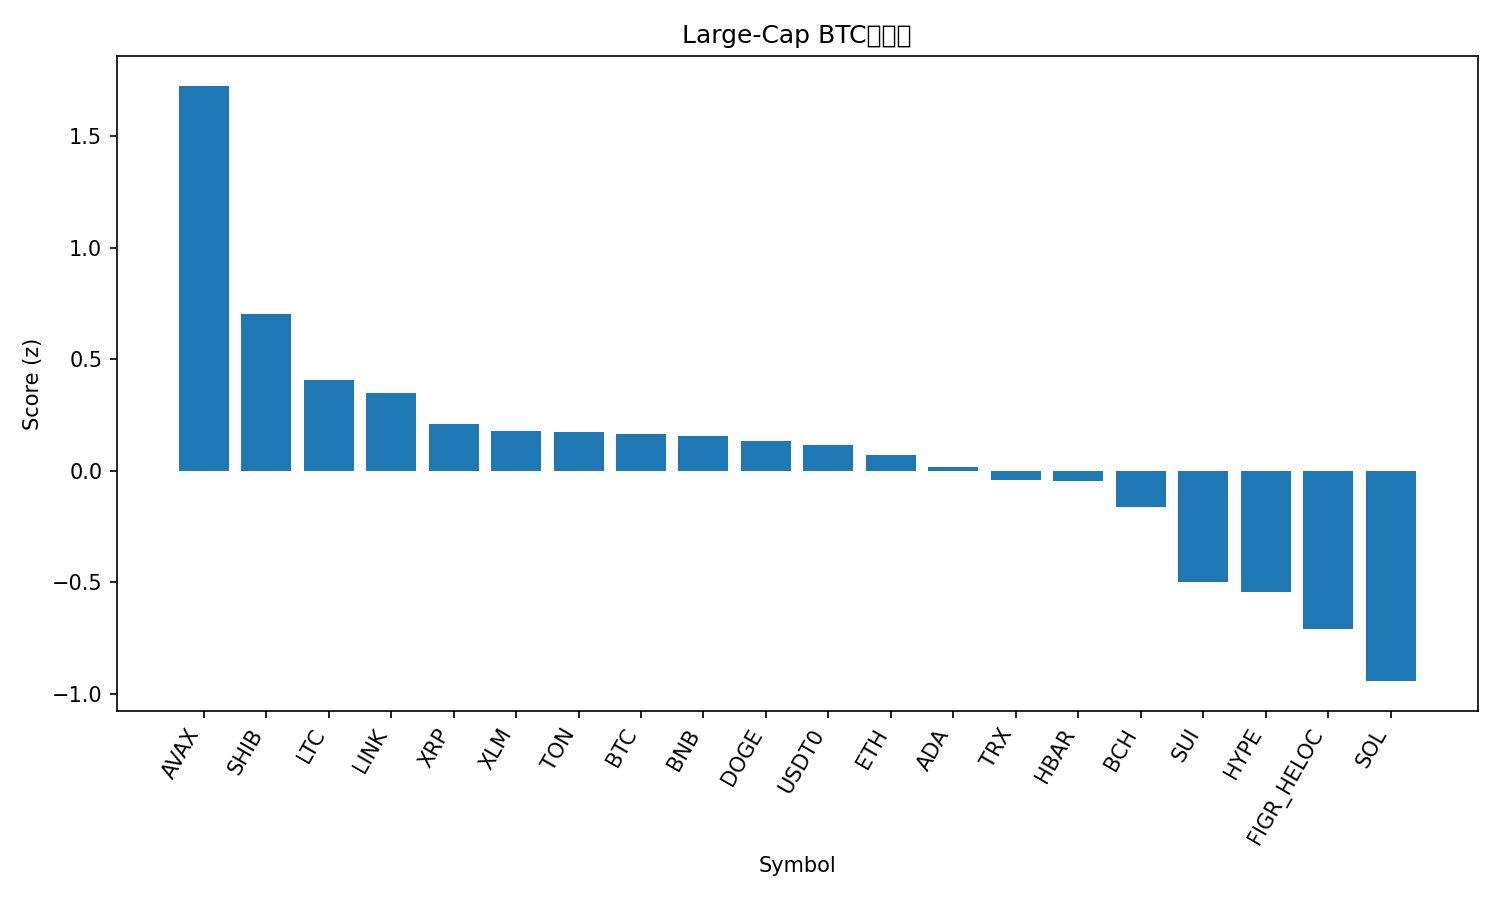 Large-Cap BTC
Score (z)
1.5
1.0
0.5
0.0
−0.5
−1.0
AVAX
SHIB
LTC
LINK
XRP
XLM
TON
BTC
BNB
DOGE
USDT0
ETH
ADA
TRX
HBAR
BCH
SUI
HYPE
FIGR_HELOC
SOL
Symbol